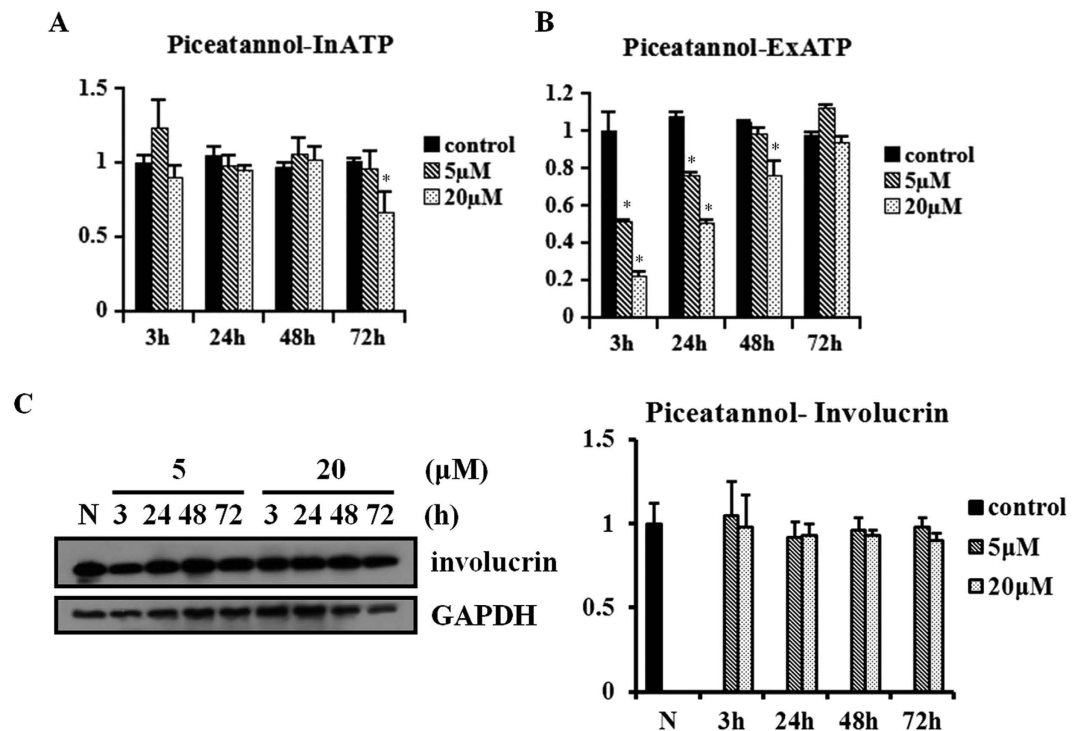 A
Piceatannol-InATP
1.5
1
0.5
0
*
3h 24h 48h 72h
control
5μM
20μM
B
Piceatannol-ExATP
1.2
1
0.8
0.6
0.4
0.2
0
* * * * *
3h 24h 48h 72h
control
5μM
20μM
C
5 20 (μM)
N 3 24 48 72 3 24 48 72 (h)
involucrin
GAPDH
Piceatannol- Involucrin
1.5
1
0.5
0
N 3h 24h 48h 72h
control
5μM
20μM